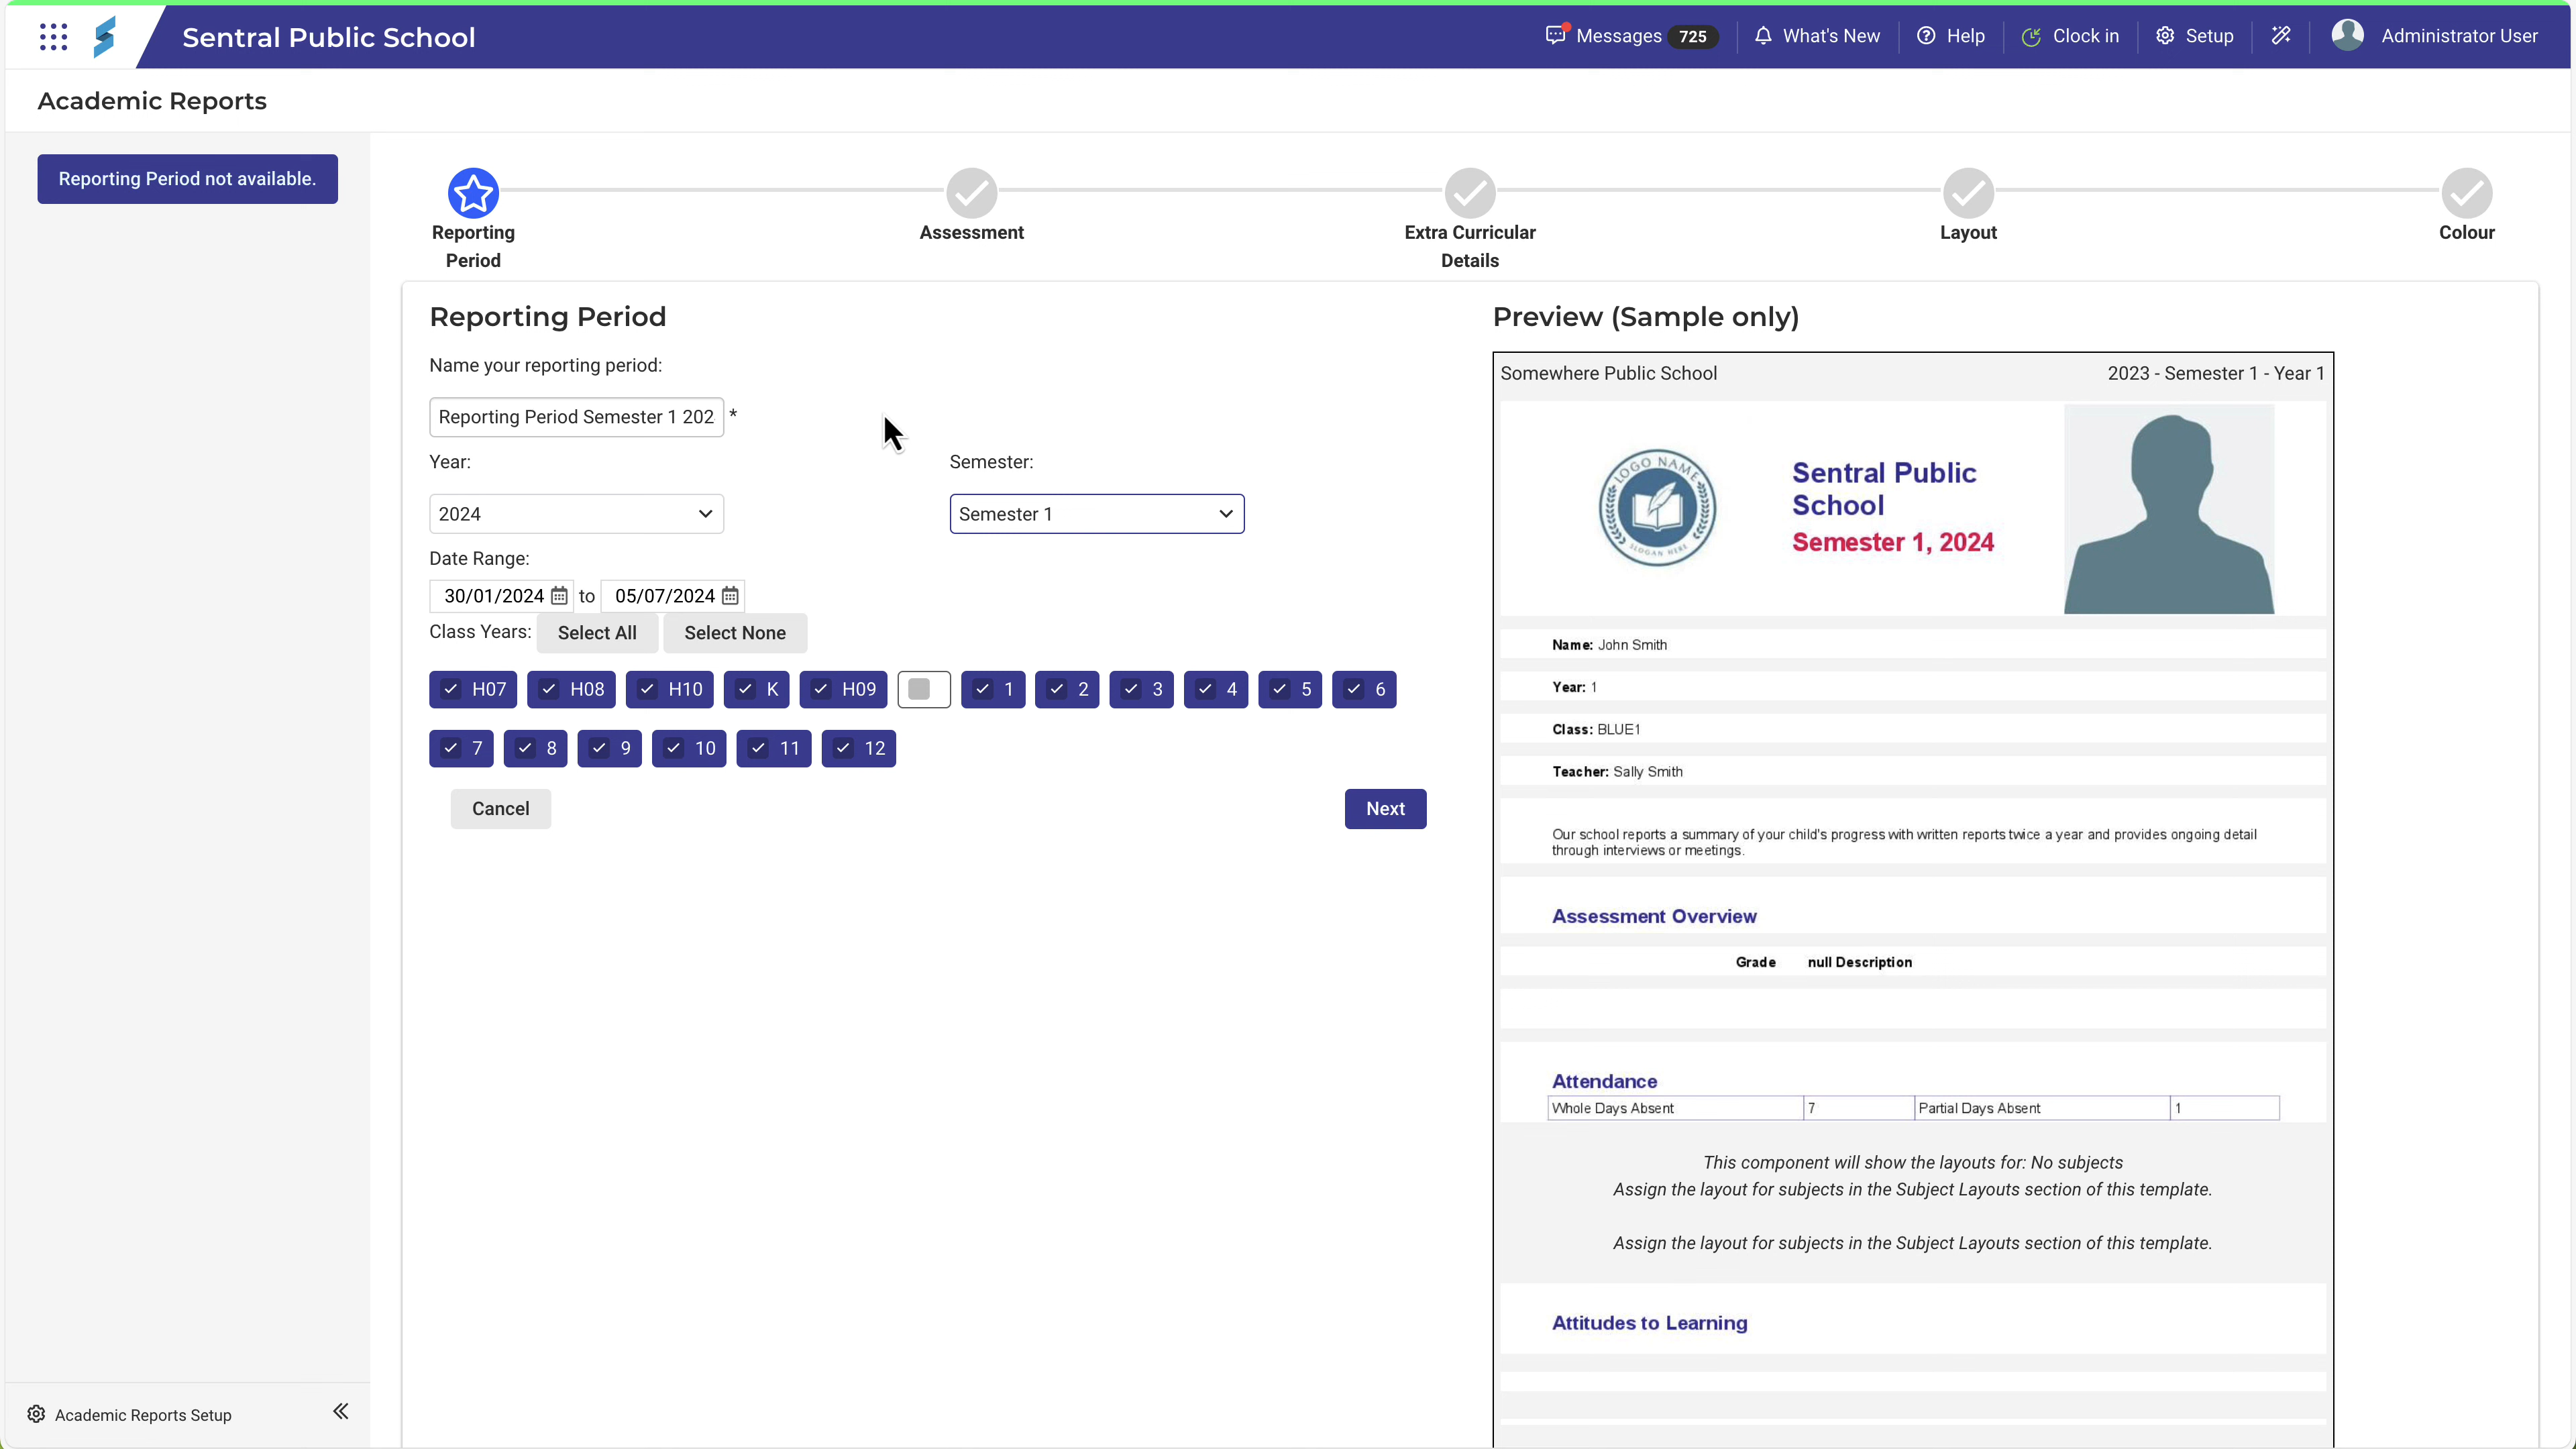 Sentral Public School
Messages 725
What's New
Help
Clock in
Setup
Administrator User
Academic Reports
Reporting Period not available.
Reporting
Period
Assessment
Extra Curricular
Details
Layout
Colour
Reporting Period
Name your reporting period:
Reporting Period Semester 1 202 *
Year:
Semester:
2024
Semester 1
Date Range:
30/01/2024 to 05/07/2024
Class Years: Select All Select None
H07 H08 H10 K H09 1 2 3 4 5 6
7 8 9 10 11 12
Cancel
Next
Preview (Sample only)
Somewhere Public School
2023 - Semester 1 - Year 1
LOGO NAME
SLOGAN HERE
Sentral Public
School
Semester 1, 2024
Name: John Smith
Year: 1
Class: BLUE1
Teacher: Sally Smith
Our school reports a summary of your child's progress with written reports twice a year and provides ongoing detail
through interviews or meetings.
Assessment Overview
Grade null Description
Attendance
Whole Days Absent 7 Partial Days Absent 1
This component will show the layouts for: No subjects
Assign the layout for subjects in the Subject Layouts section of this template.
Assign the layout for subjects in the Subject Layouts section of this template.
Attitudes to Learning
Academic Reports Setup